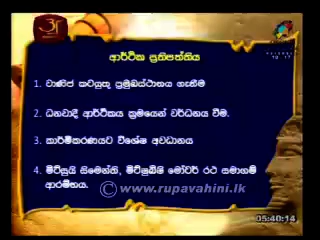 ආර්ථික ප්‍රතිපත්තිය
1. වාණිජ කටයුතු ප්‍රමුඛස්ථානය ගැනීම
2. ධනවාදී ආර්ථිකය ක්‍රමයෙන් වර්ධනය වීම.
3. කාර්මීකරණයට විශේෂ අවධානය
4. මිට්සුයි සිමෙන්ති, මිට්ෂුබිෂි මෝටර් රථ සමාගම්
ආරම්භය.
© www.rupavahini.lk
05:40:14